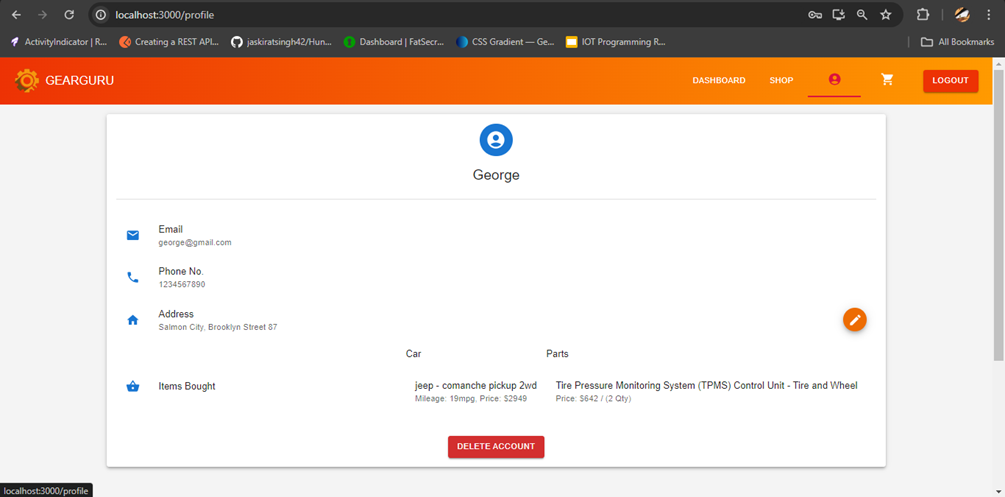 localhost:3000/profile
ActivityIndicator | R...
Creating a REST API...
jaskiratsingh42/Hun...
Dashboard | FatSecr...
CSS Gradient — Ge...
IOT Programming R...
All Bookmarks
GEARGURU
DASHBOARD
SHOP
LOGOUT
George
Email
george@gmail.com
Phone No.
1234567890
Address
Salmon City, Brooklyn Street 87
Car Parts
Items Bought
jeep - comanche pickup 2wd
Mileage: 19mpg, Price: $2949
Tire Pressure Monitoring System (TPMS) Control Unit - Tire and Wheel
Price: $642 / (2 Qty)
DELETE ACCOUNT
localhost:3000/profile